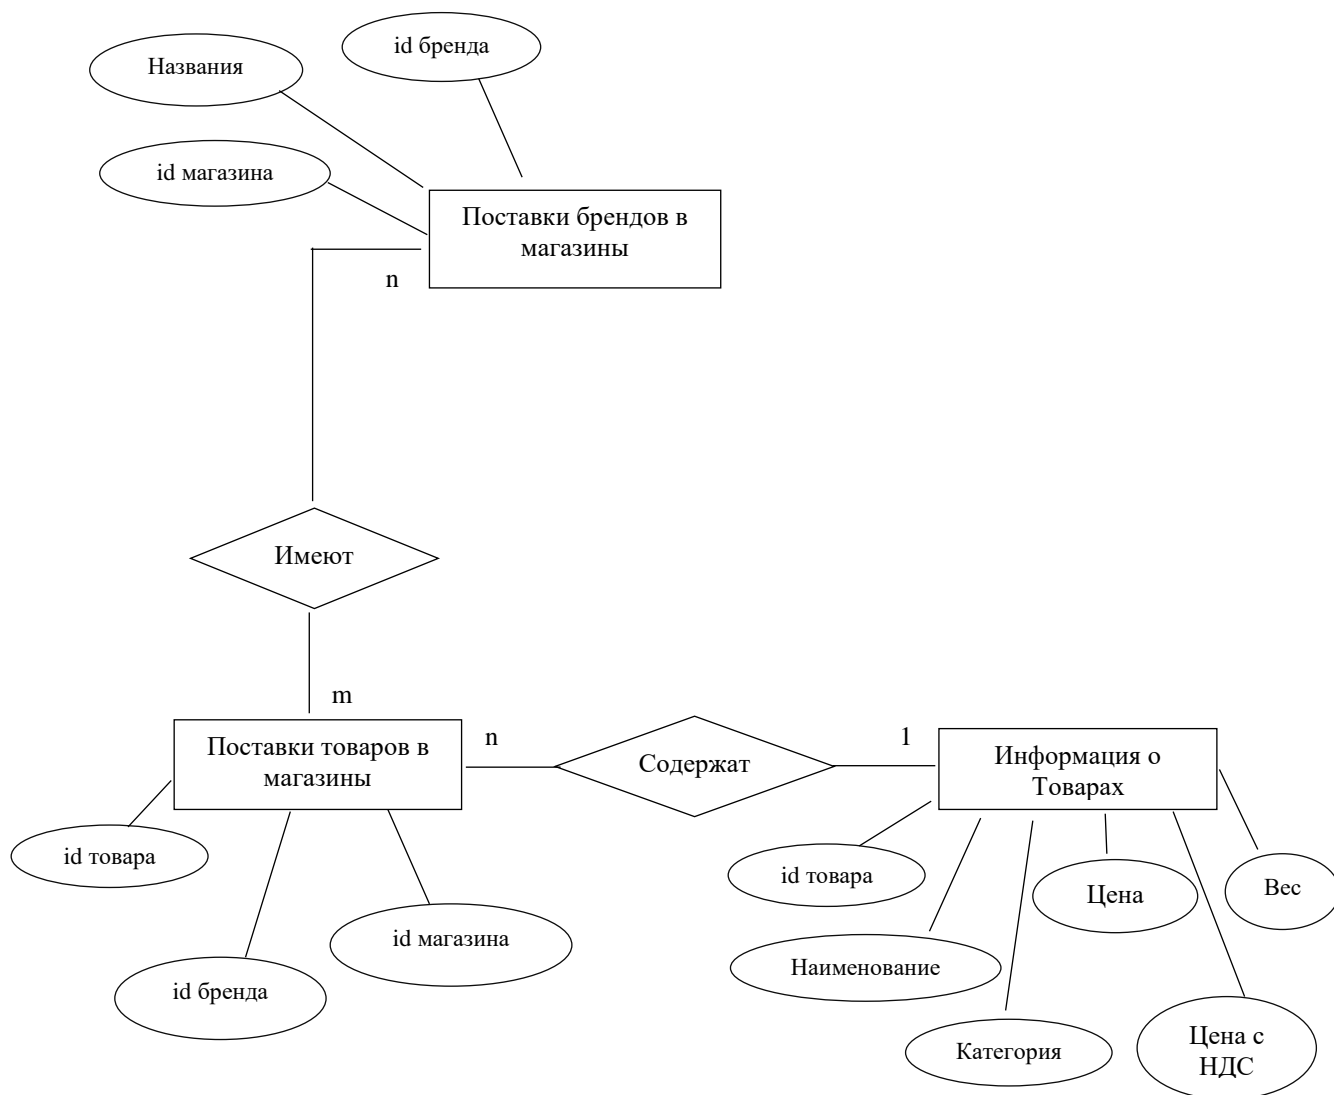 id бренда
Названия
id магазина
Поставки брендов в
магазины
n
Имеют
m
Поставки товаров в
магазины
n
Содержат
1
Информация о
Товарах
id товара
id бренда
id магазина
id товара
Наименование
Категория
Цена
Цена с
НДС
Вес